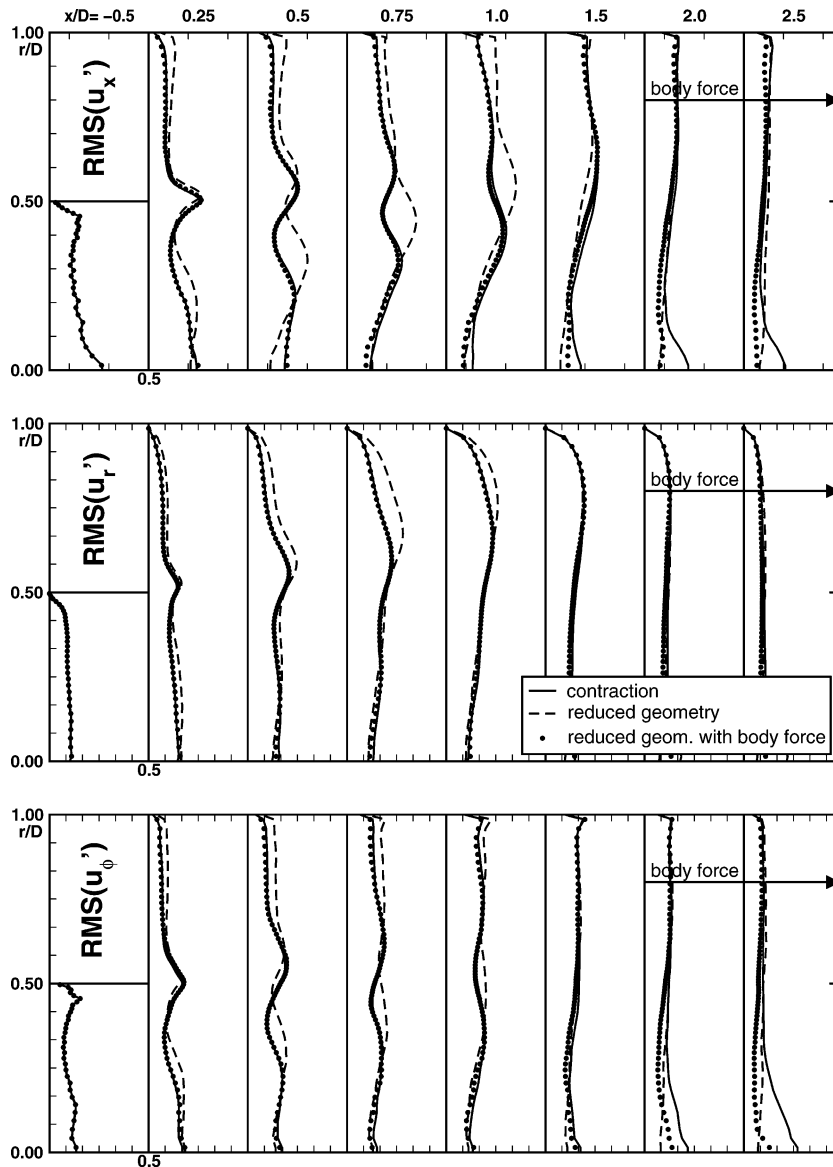 x/D= −0.5 0.25 0.5 0.75 1.0 1.5 2.0 2.5
1.00
r/D
RMS(ux’)
body force
0.50
0.00
0.5
1.00
r/D
RMS(ur’)
body force
0.50
contraction
reduced geometry
reduced geom. with body force
0.00
0.5
1.00
r/D
RMS(uϕ’)
body force
0.50
0.00
0.5